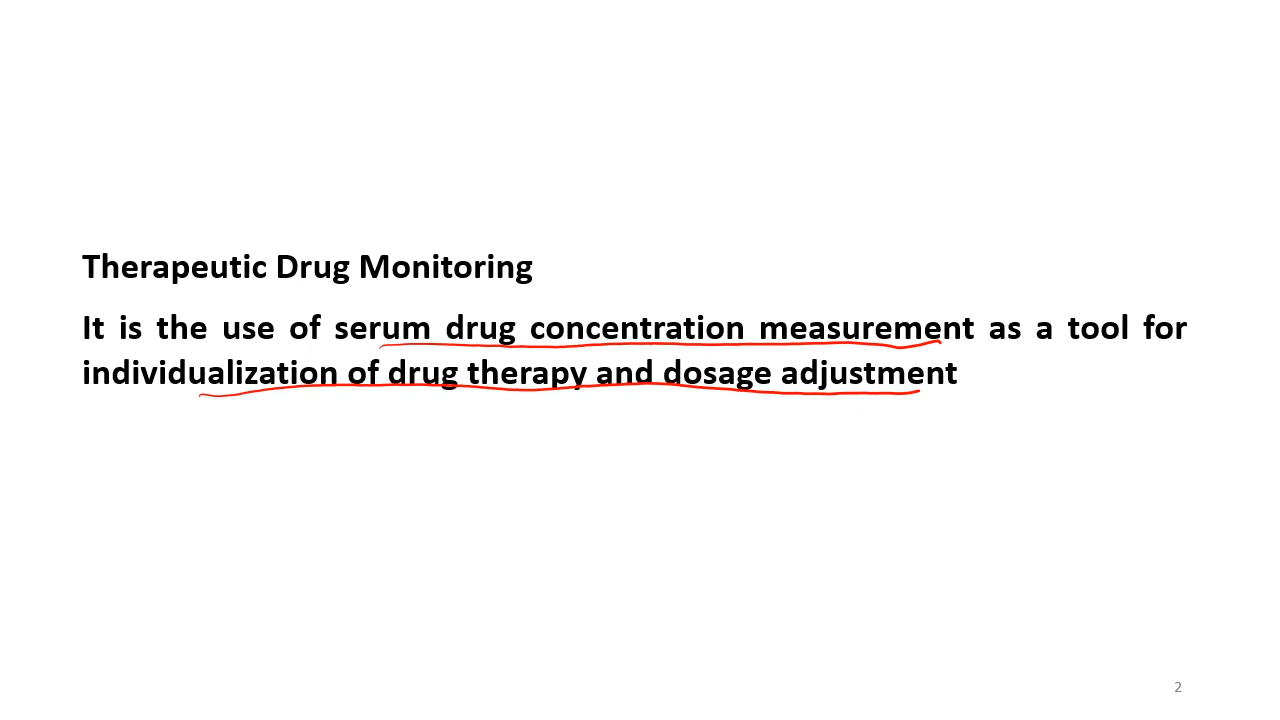 Therapeutic Drug Monitoring
It is the use of serum drug concentration measurement as a tool for
individualization of drug therapy and dosage adjustment
2